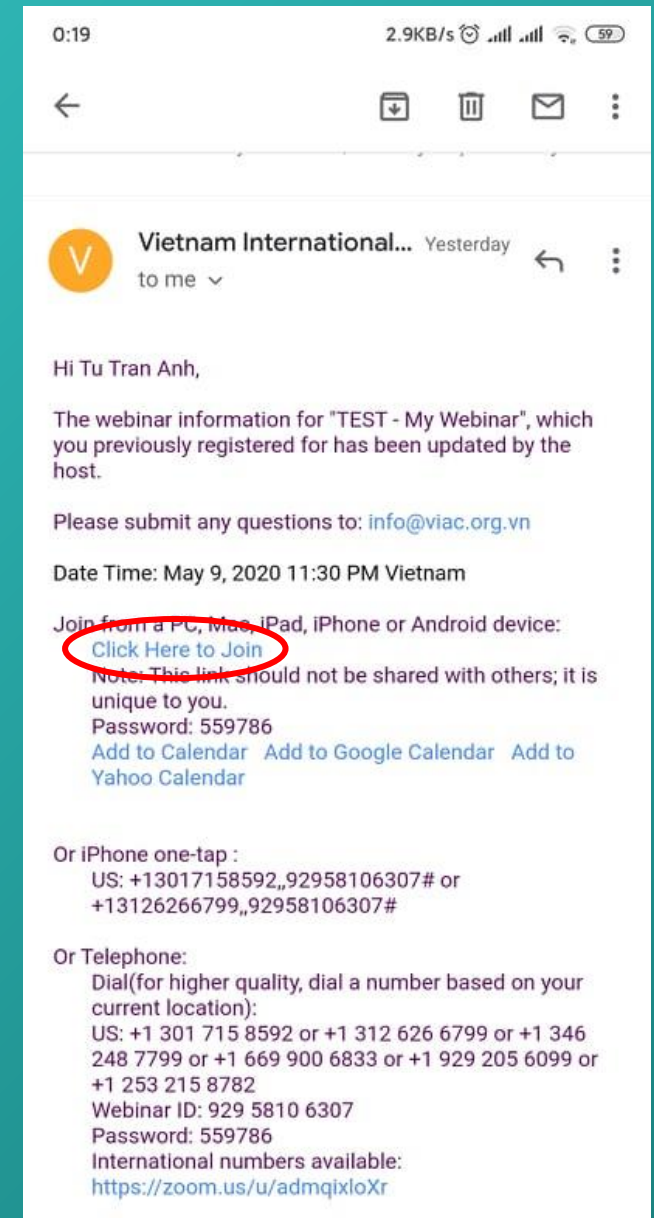 0:19
2.9KB/s 59
V
Vietnam International... Yesterday
to me
Hi Tu Tran Anh,
The webinar information for "TEST - My Webinar", which
you previously registered for has been updated by the
host.
Please submit any questions to: info@viac.org.vn
Date Time: May 9, 2020 11:30 PM Vietnam
Join from a PC, Mac, iPad, iPhone or Android device:
Click Here to Join
Note: This link should not be shared with others; it is
unique to you.
Password: 559786
Add to Calendar Add to Google Calendar Add to
Yahoo Calendar
Or iPhone one-tap :
US: +13017158592,,92958106307# or
+13126266799,,92958106307#
Or Telephone:
Dial(for higher quality, dial a number based on your
current location):
US: +1 301 715 8592 or +1 312 626 6799 or +1 346
248 7799 or +1 669 900 6833 or +1 929 205 6099 or
+1 253 215 8782
Webinar ID: 929 5810 6307
Password: 559786
International numbers available:
https://zoom.us/u/admqixloXr